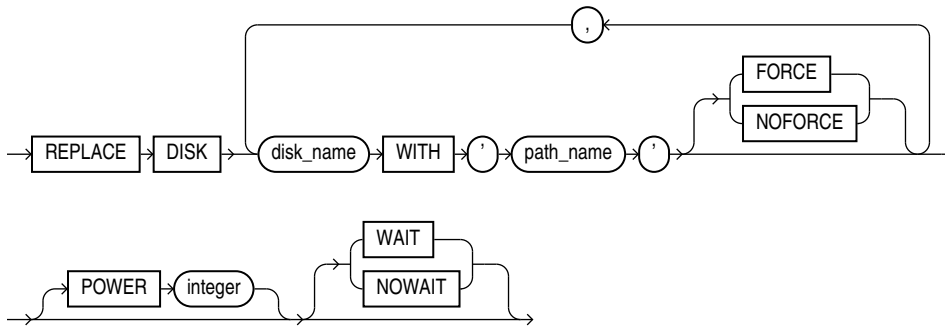 ,
FORCE
NOFORCE
REPLACE DISK disk_name WITH ' path_name '
WAIT
NOWAIT
POWER integer